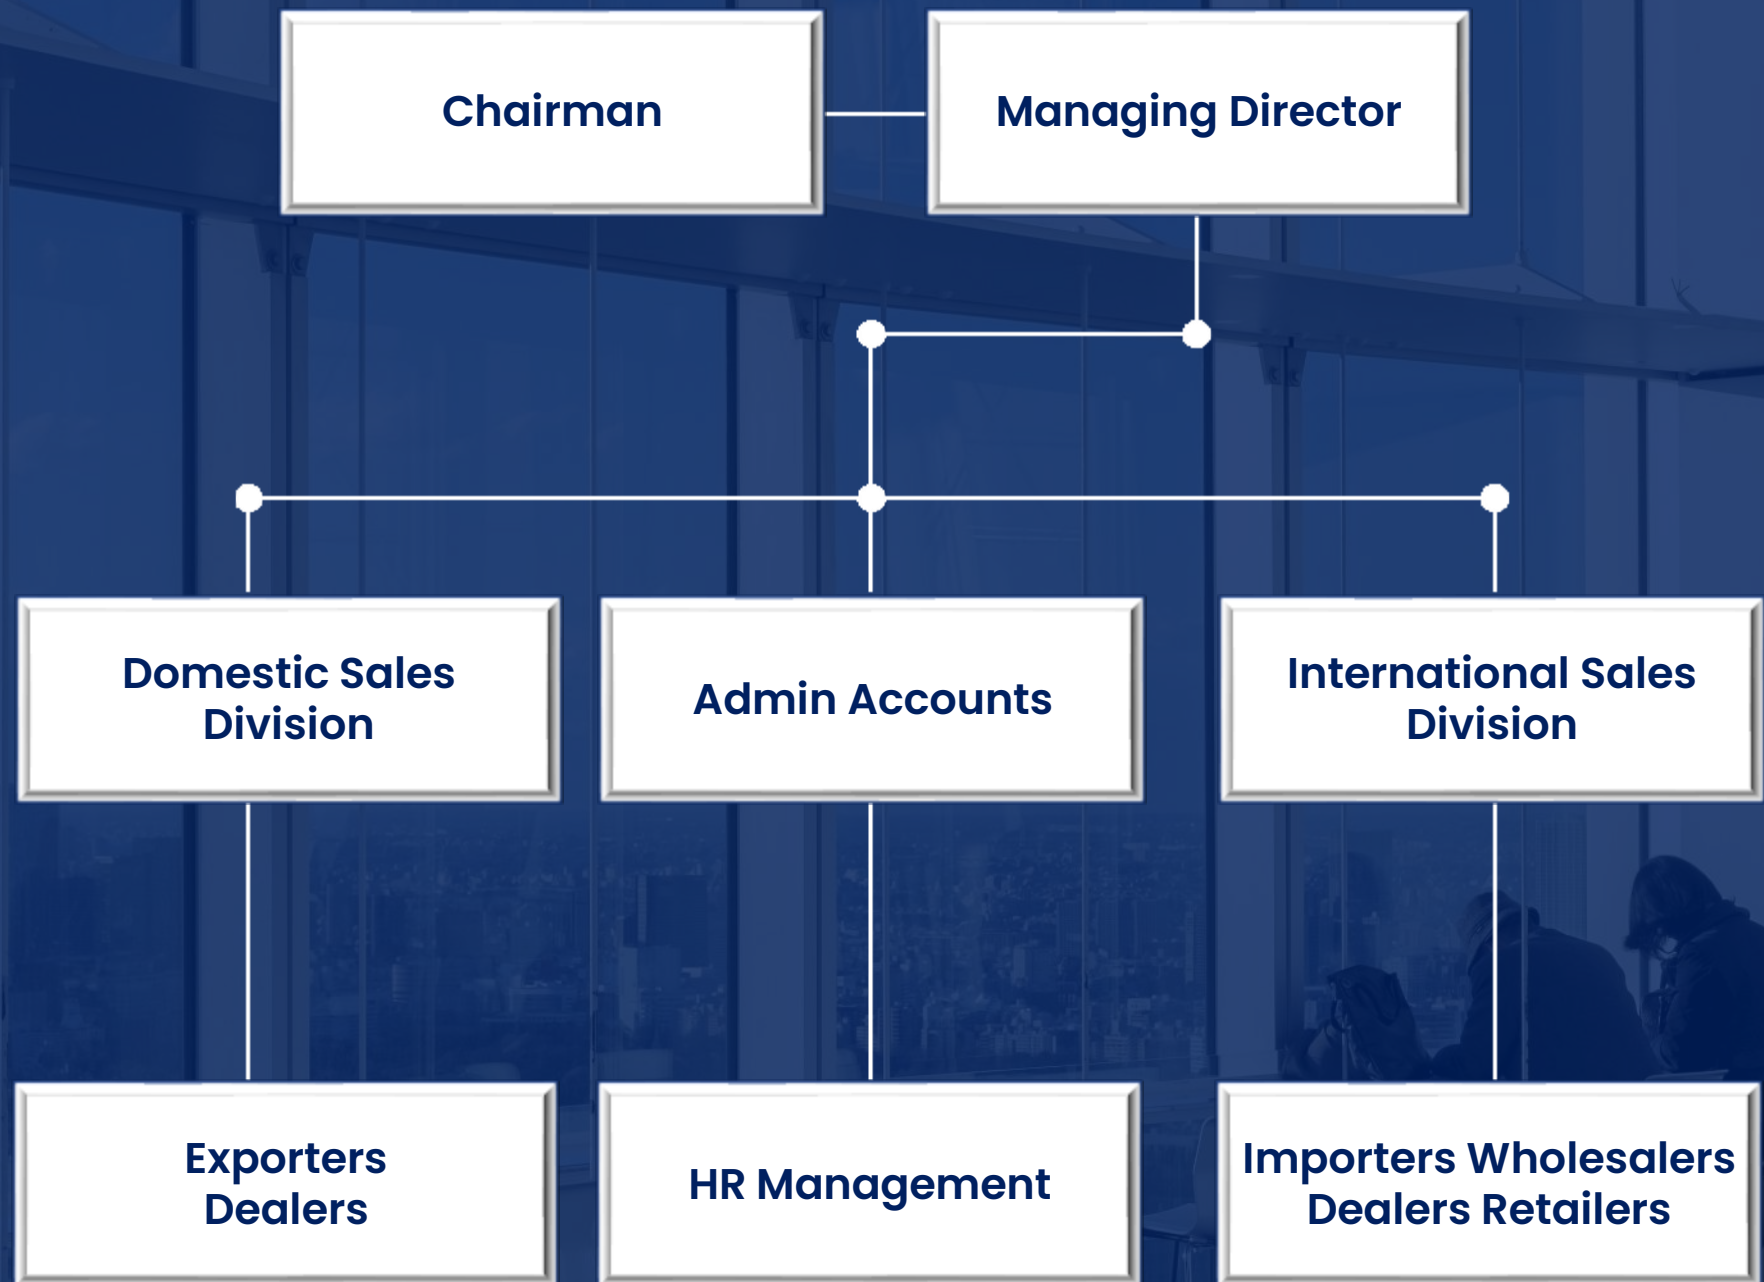 Chairman
Managing Director
Domestic Sales
Division
Admin Accounts
International Sales
Division
Exporters
Dealers
HR Management
Importers Wholesalers
Dealers Retailers